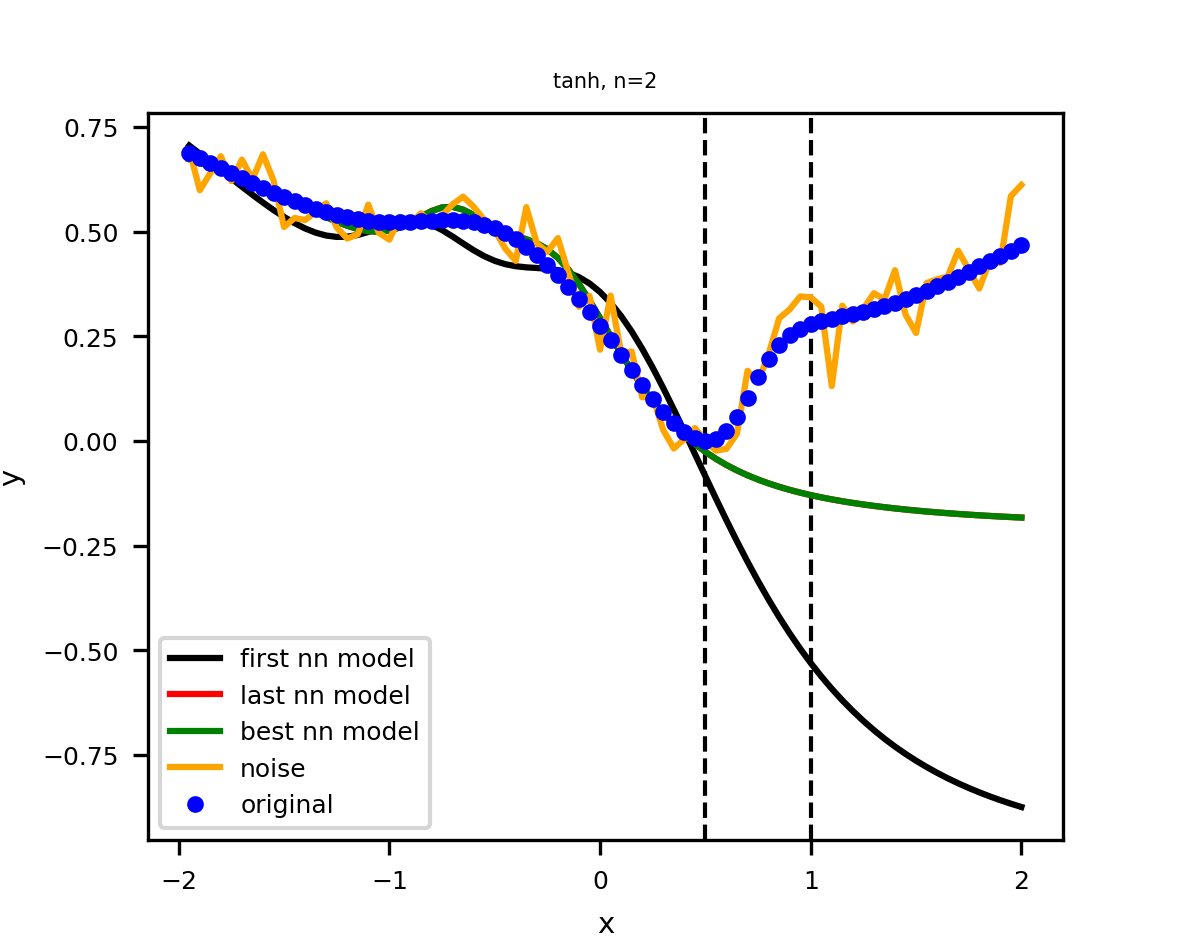 tanh, n=2
0.75
0.50
0.25
0.00
−0.25
−0.50
−0.75
y
first nn model
last nn model
best nn model
noise
original
−2
−1
0
1
2
x